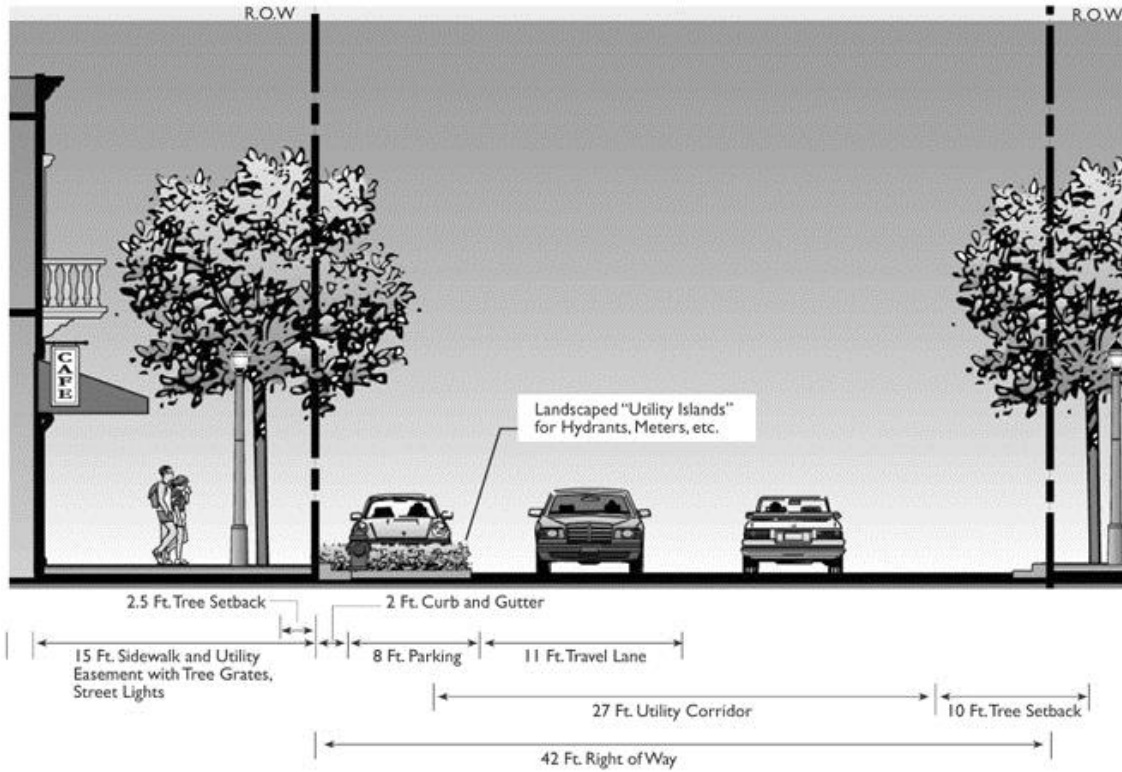 R.O.W
R.O.W
CAFE
Landscaped “Utility Islands”
for Hydrants, Meters, etc.
2.5 Ft. Tree Setback
2 Ft. Curb and Gutter
15 Ft. Sidewalk and Utility
Easement with Tree Grates,
Street Lights
8 Ft. Parking
11 Ft. Travel Lane
27 Ft. Utility Corridor
10 Ft. Tree Setback
42 Ft. Right of Way